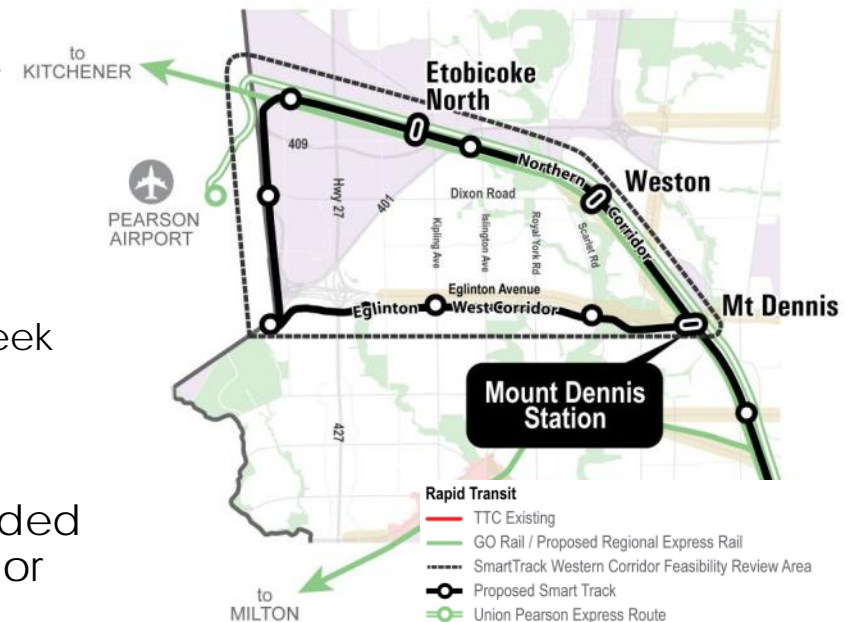 to
KITCHENER
Etobicoke
North
409
Hwy 27
401
Dixon Road
Northern
Corridor
Weston
PEARSON
AIRPORT
Kipling Ave
Islington Ave
Royal York Rd
Scarlet Rd
Eglinton Avenue
Eglinton West Corridor
Mt Dennis
eek
Mount Dennis
Station
427
ded
or
to
MILTON
Rapid Transit
TTC Existing
GO Rail / Proposed Regional Express Rail
SmartTrack Western Corridor Feasibility Review Area
Proposed Smart Track
Union Pearson Express Route